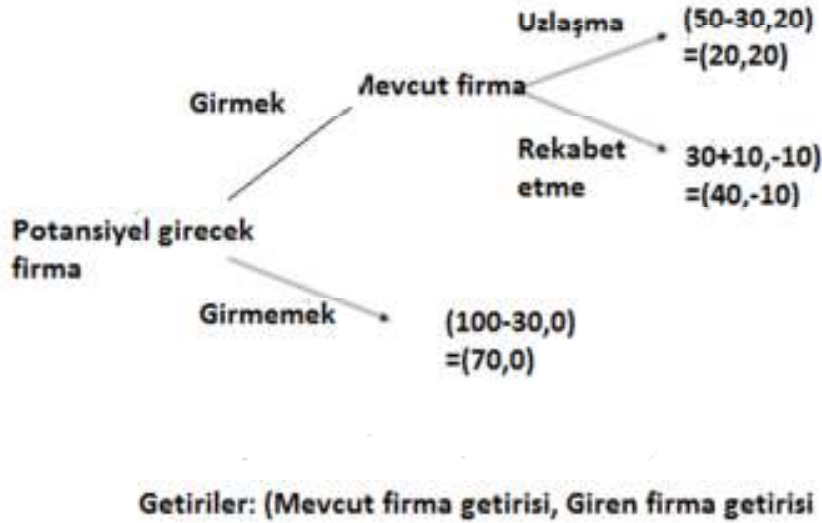 Uzlaşma
(50-30,20)
=(20,20)
Girmek
Mevcut firma
Rekabet
etme
30+10,-10)
=(40,-10)
Potansiyel girecek
firma
Girmemek
(100-30,0)
=(70,0)
Getiriler: (Mevcut firma getirisi, Giren firma getirisi